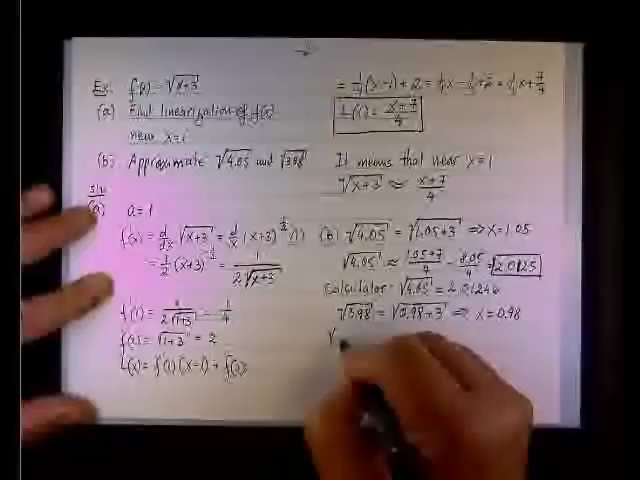 Ex. f(x) = √x+3
(a) Find linearization of f(x)
near x=1
(b) Approximate √4.05 and √3.98
Sln
(a) a = 1
f'(x) = d/dx √x+3 = d/x (x+3)^1/2 (1)
= 1/2 (x+3)^-1/2 = 1/2√x+3
f'(1) = 1/2√1+3 = 1/4
f(1) = √1+3 = 2
L(x) = f'(1)(x-1) + f(1)
= 1/4(x-1) + 2 = 1/4x - 1/4 + 2 = 1/4x + 7/4
L(x) = x+7/4
It means that near x=1
√x+3 ≈ x+7/4
(b) √4.05 = √1.05+3 ⇒ x=1.05
√4.05 ≈ 1.05+7/4 = 8.05/4 = 2.0125
Calculator √4.05 = 2.01246
√3.98 = √0.98+3 ⇒ x=0.98
√